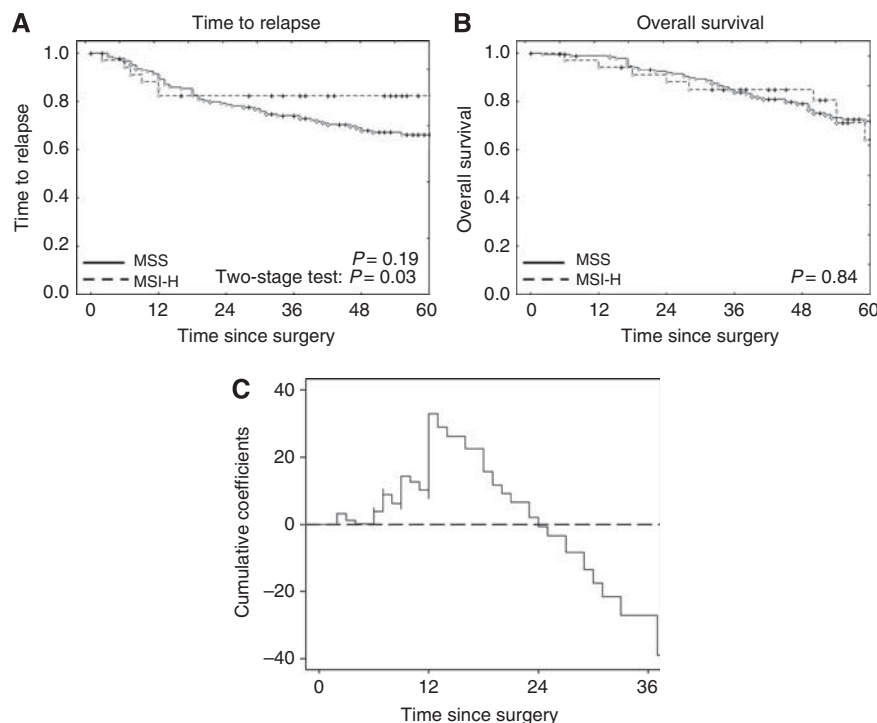 A
Time to relapse
Time to relapse
1.0
0.8
0.6
0.4
0.2
0.0
MSS
MSI-H
P = 0.19
Two-stage test: P = 0.03
0 12 24 36 48 60
Time since surgery
B
Overall survival
Overall survival
1.0
0.8
0.6
0.4
0.2
0.0
MSS
MSI-H
P = 0.84
0 12 24 36 48 60
Time since surgery
C
Cumulative coefficients
40
20
0
−20
−40
0 12 24 36
Time since surgery